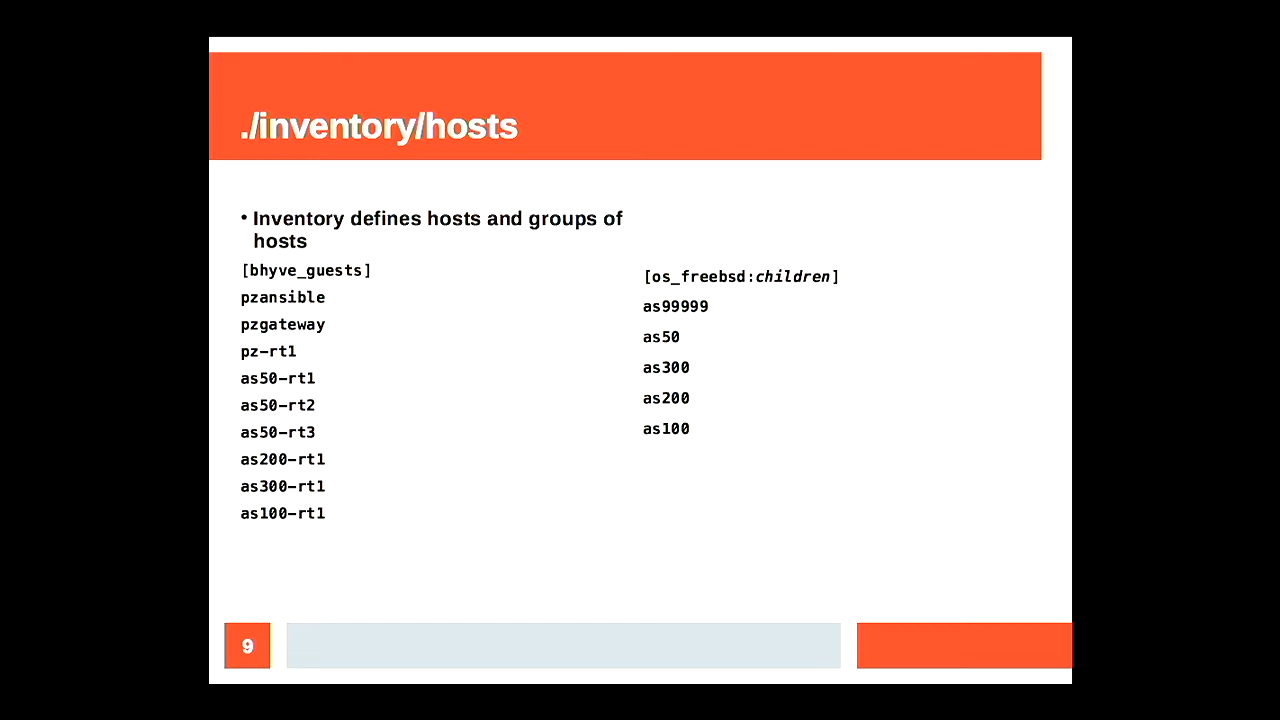 ./inventory/hosts
• Inventory defines hosts and groups of
hosts
[bhyve_guests]
pzansible
pzgateway
pz-rt1
as50-rt1
as50-rt2
as50-rt3
as200-rt1
as300-rt1
as100-rt1
[os_freebsd:children]
as99999
as50
as300
as200
as100
9